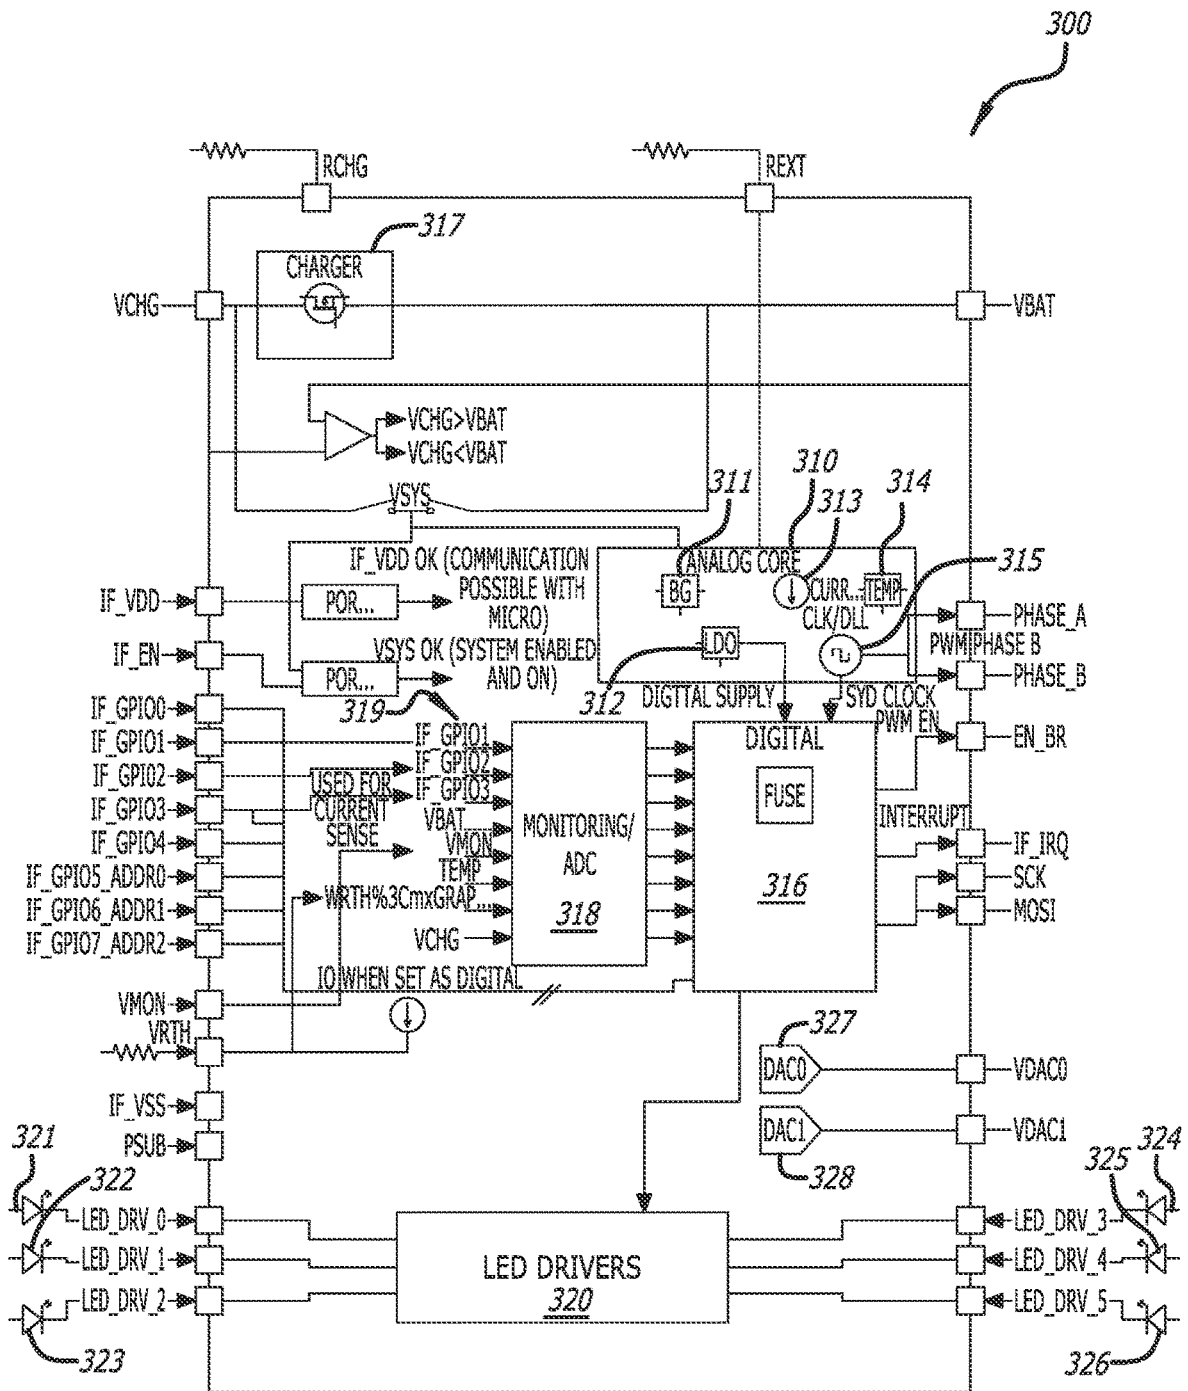 300
RCHG
REXT
317
CHARGER
VCHG
VBAT
VCHG>VBAT
VCHG<VBAT
VSYS
310
311
313
314
315
IF_VDD OK (COMMUNICATION
POSSIBLE WITH
MICRO)
ANALOG CORE
BG
CURR...
TEMP
CLK/DLL
IF_VDD
POR...
PHASE_A
PWM PHASE B
IF_EN
VSYS OK (SYSTEM ENABLED
AND ON)
POR...
LDO
312
PHASE_B
319
DIGTTAL SUPPLY
SYD CLOCK
PWM EN
IF_GPIO0
IF_GPIO1
IF_GPIO2
IF_GPIO3
IF_GPIO4
IF_GPIO5_ADDR0
IF_GPIO6_ADDR1
IF_GPIO7_ADDR2
IF_GPIO1
IF_GPIO2
IF_GPIO3
USED FOR
CURRENT
SENSE
VBAT
VMON
TEMP
WRTH%3CmxGRAP...
VCHG
MONITORING/
ADC
318
DIGITAL
FUSE
316
EN_BR
INTERRUPT
IF_IRQ
SCK
MOSI
IO WHEN SET AS DIGITAL
VMON
VRTH
327
DAC0
VDAC0
IF_VSS
PSUB
DAC1
VDAC1
328
321
322
323
324
325
326
LED_DRV_0
LED_DRV_1
LED_DRV_2
LED DRIVERS
320
LED_DRV_3
LED_DRV_4
LED_DRV_5